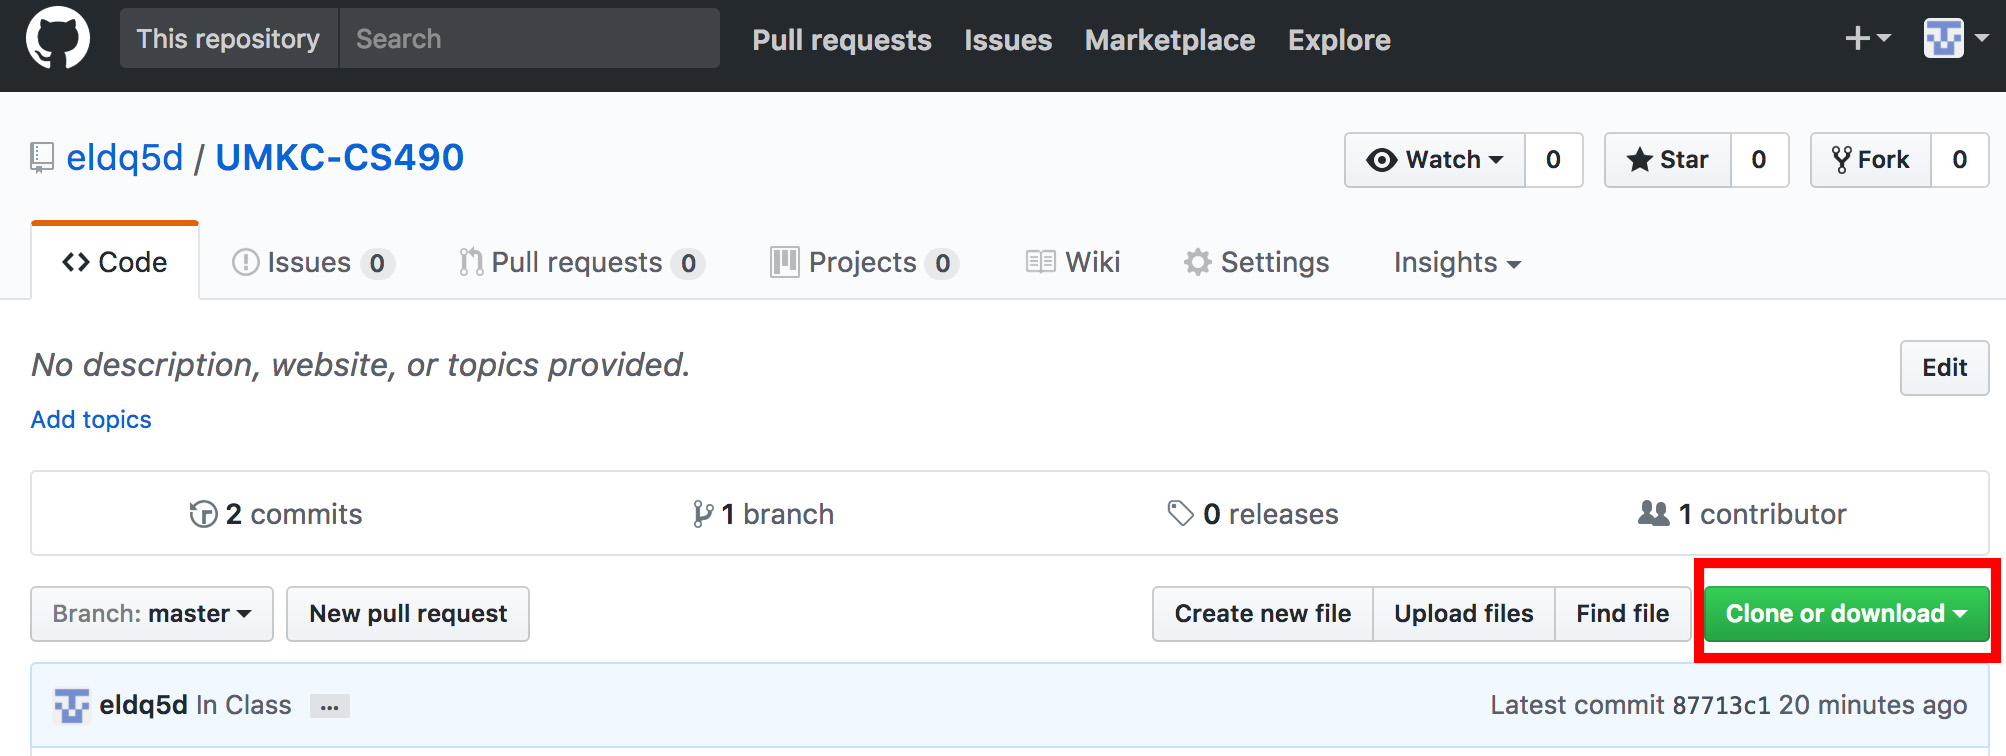 This repository Search Pull requests Issues Marketplace Explore
eldq5d / UMKC-CS490 Watch 0 Star 0 Fork 0
Code Issues 0 Pull requests 0 Projects 0 Wiki Settings Insights
No description, website, or topics provided. Edit
Add topics
2 commits 1 branch 0 releases 1 contributor
Branch: master New pull request Create new file Upload files Find file Clone or download
eldq5d In Class … Latest commit 87713c1 20 minutes ago